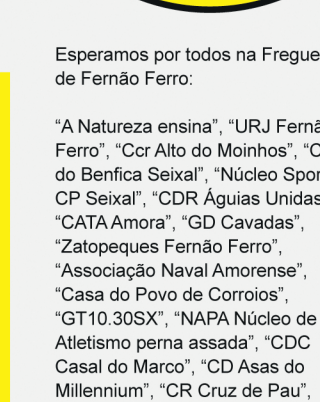 Esperamos por todos na
de Fernão Ferro:
“A Natureza ensina”, “URJ
Ferro”, “Ccr Alto do Moinhos”,
do Benfica Seixal”, “Núcleo
CP Seixal”, “CDR Águias Unidas
“CATA Amora”, “GD Cavadas”,
“Zatopeques Fernão Ferro”,
“Associação Naval Amorense”,
“Casa do Povo de Corroios”,
“GT10.30SX”, “NAPA Núcleo de
Atletismo perna assada”, “CDC
Casal do Marco”, “CD Asas do
Millennium”, “CR Cruz de Pau”,